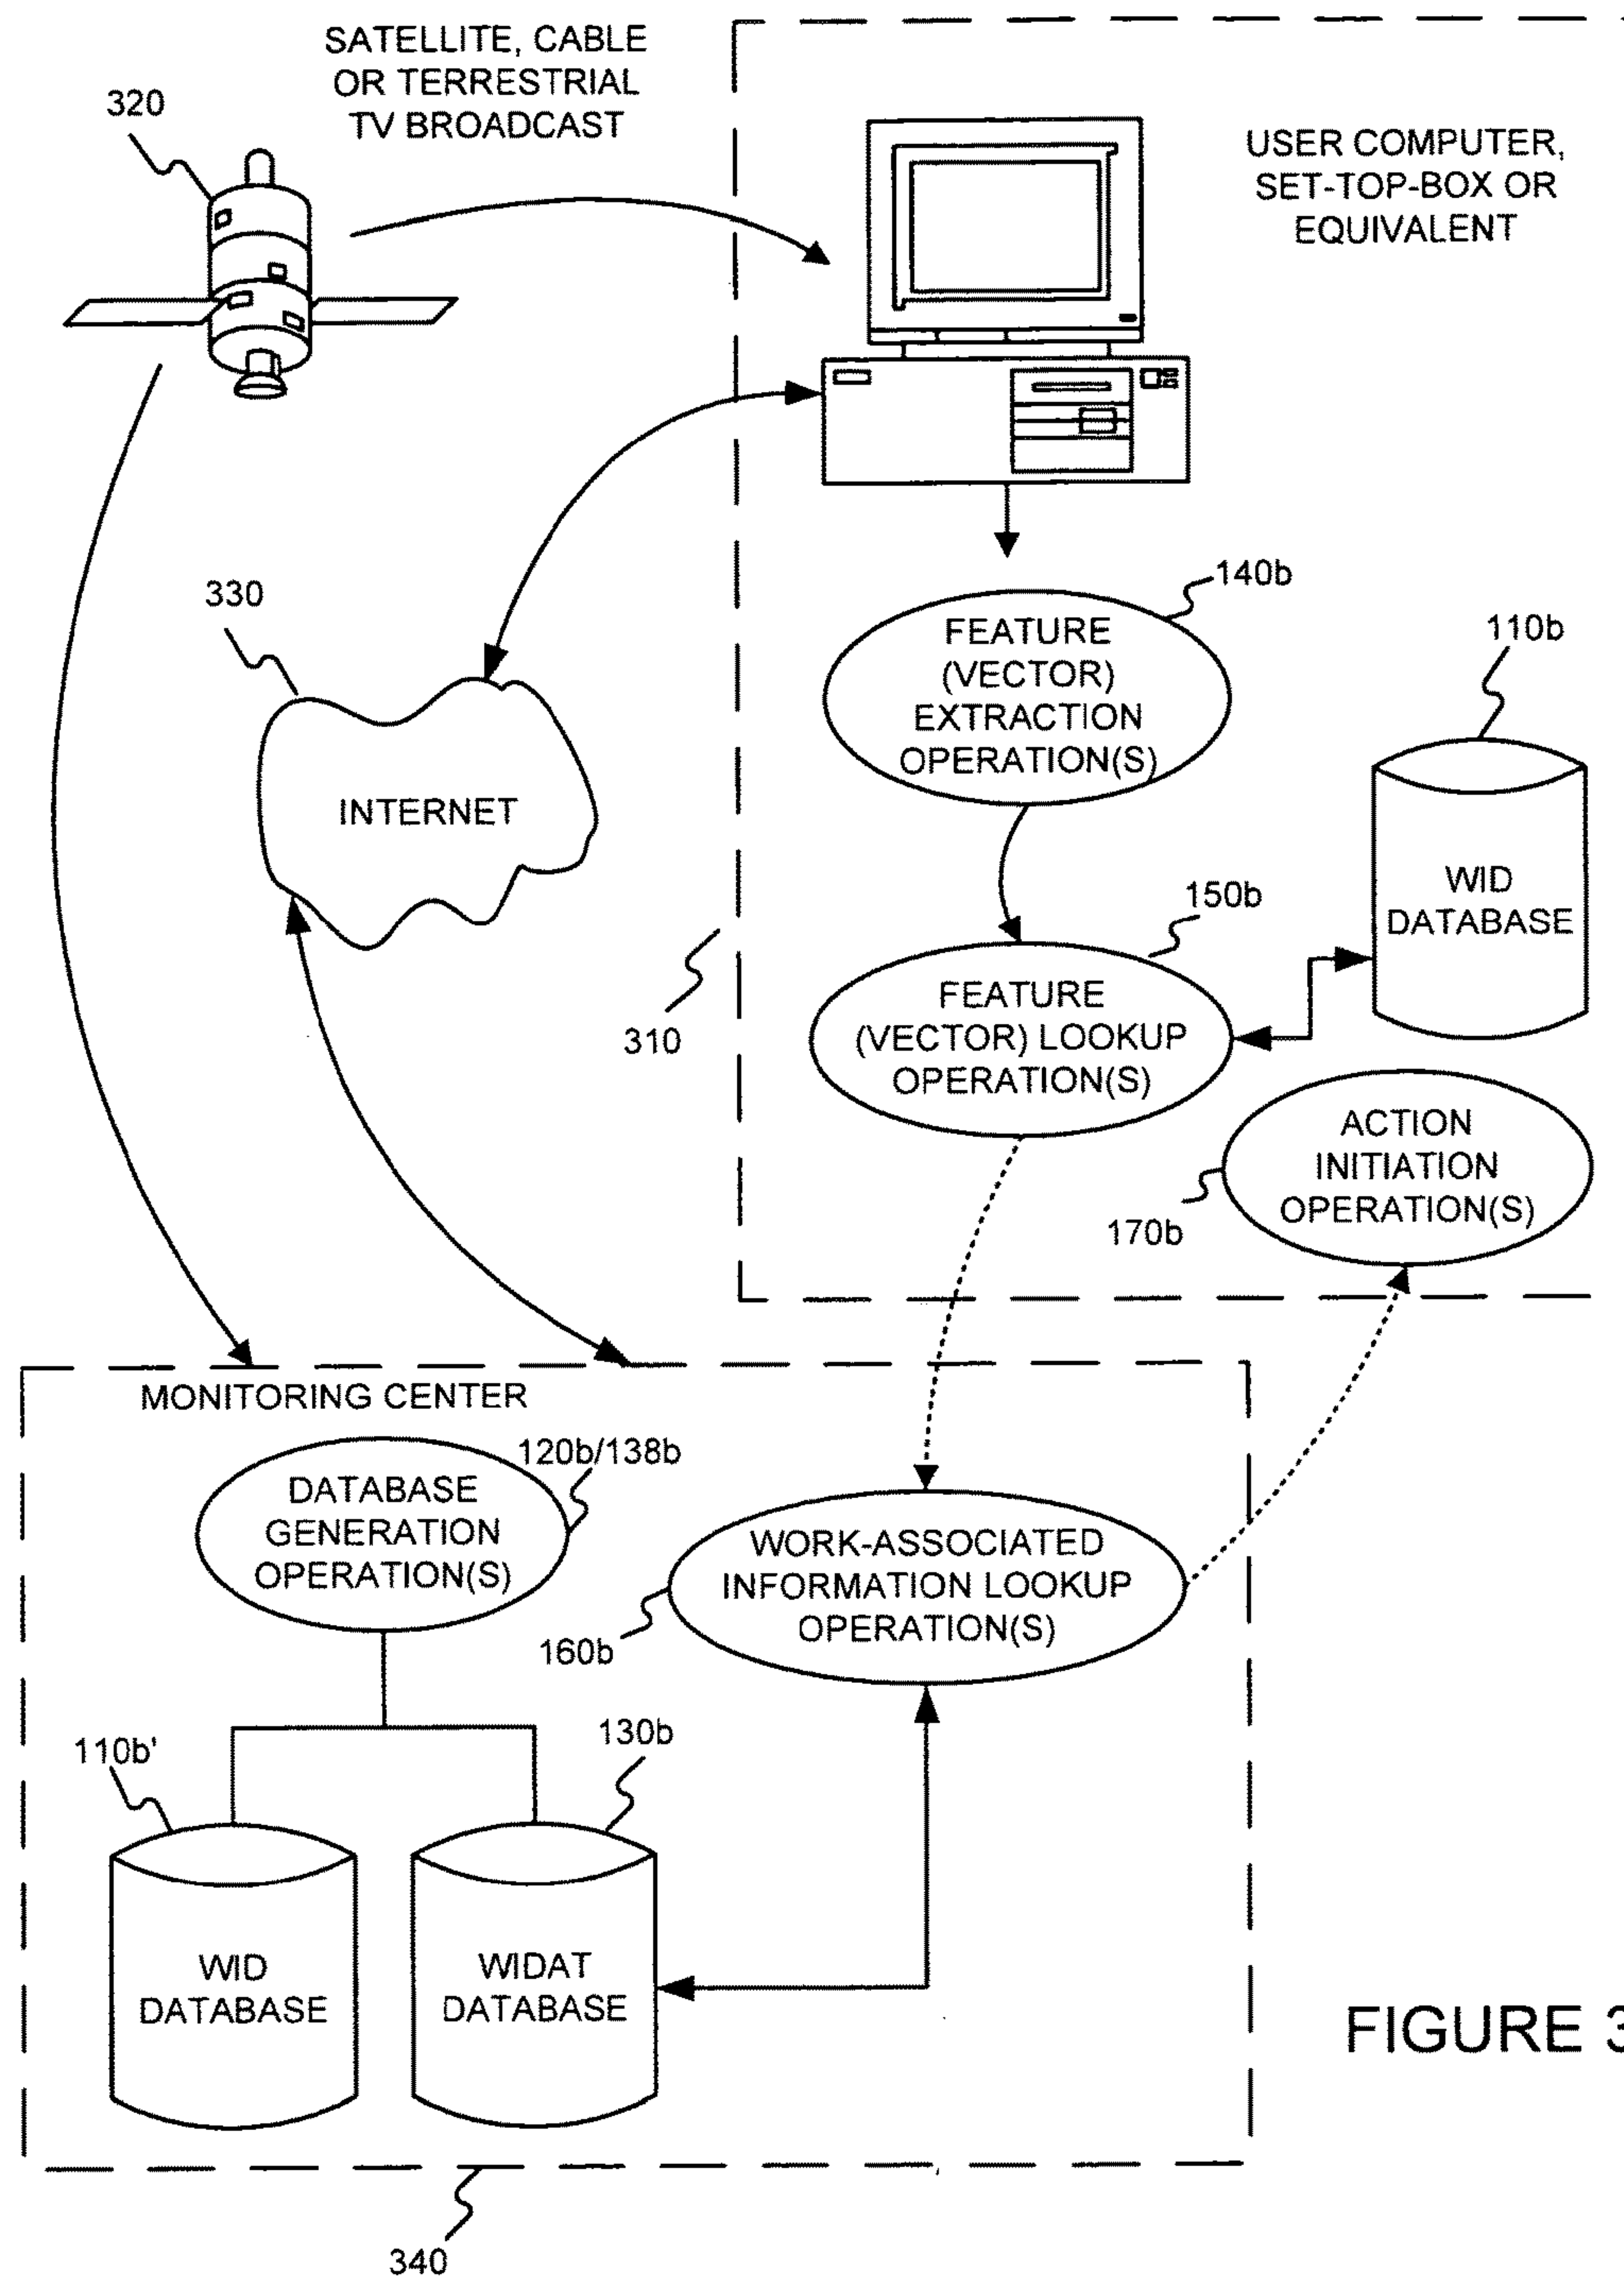 SATELLITE, CABLE
OR TERRESTRIAL
TV BROADCAST
320
USER COMPUTER,
SET-TOP-BOX OR
EQUIVALENT
330
INTERNET
140b
FEATURE
(VECTOR)
EXTRACTION
OPERATION(S)
110b
WID
DATABASE
150b
FEATURE
(VECTOR) LOOKUP
OPERATION(S)
310
ACTION
INITIATION
OPERATION(S)
170b
MONITORING CENTER
120b/138b
DATABASE
GENERATION
OPERATION(S)
WORK-ASSOCIATED
INFORMATION LOOKUP
OPERATION(S)
160b
110b'
130b
WID
DATABASE
WIDAT
DATABASE
FIGURE 3
340